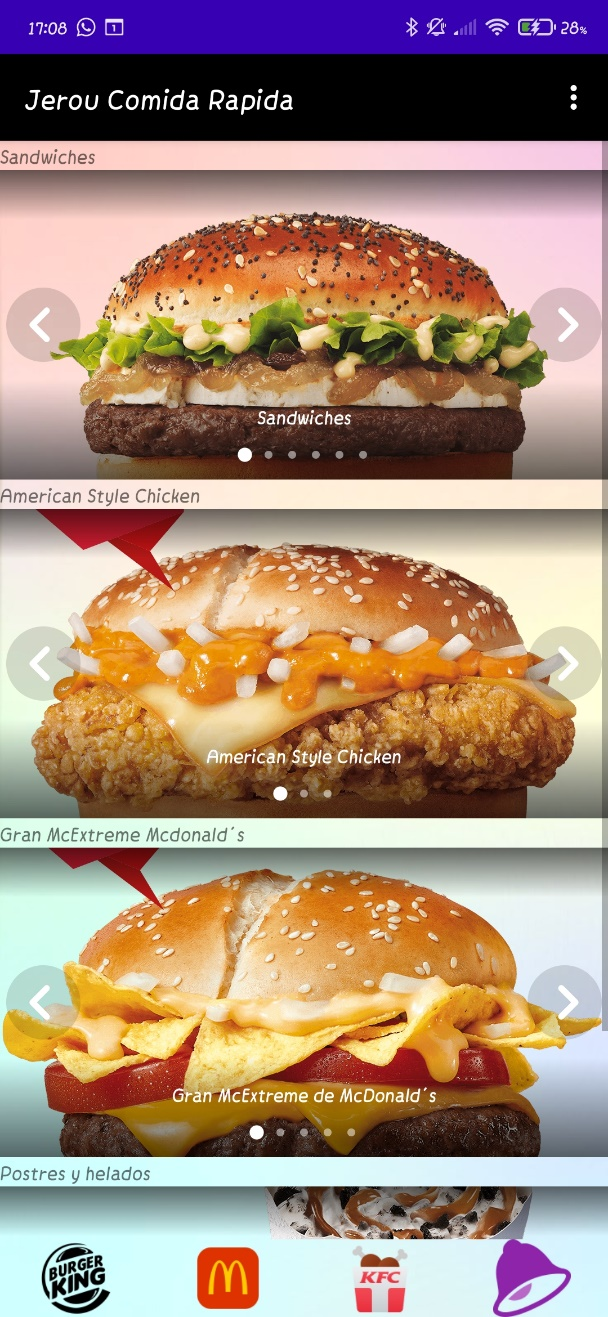 17:08 1 28%
Jerou Comida Rapida
Sandwiches
Sandwiches
American Style Chicken
American Style Chicken
Gran McExtreme Mcdonald´s
Gran McExtreme de McDonald´s
Postres y helados
BURGER KING KFC